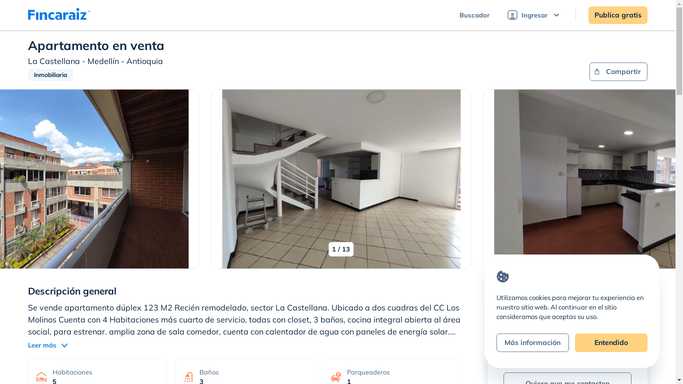 Fincaraiz
Buscador
Ingresar
Publica gratis
Apartamento en venta
La Castellana - Medellín - Antioquia
Inmobiliaria
Compartir
1 / 13
Descripción general
Se vende apartamento dúplex 123 M2 Recién remodelado, sector La Castellana. Ubicado a dos cuadras del CC Los
Molinos Cuenta con 4 Habitaciones más cuarto de servicio, todas con closet, 3 baños, cocina integral abierta al área
social, para estrenar, amplia zona de sala comedor, cuenta con calentador de agua con paneles de energía solar....
Leer más
Habitaciones
5
Baños
3
Parqueaderos
1
Utilizamos cookies para mejorar tu experiencia en
nuestro sitio web. Al continuar en el sitio
consideramos que aceptas su uso.
Más información
Entendido
Quiero que me contacten